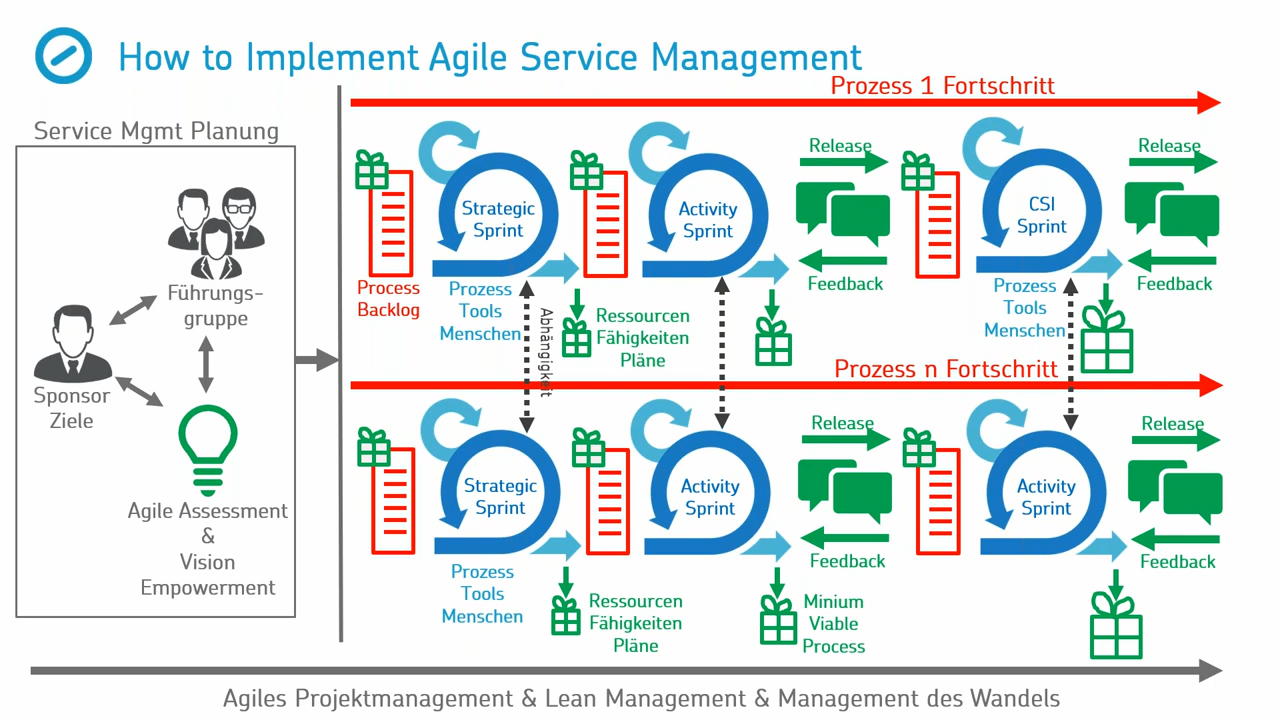 How to Implement Agile Service Management
Service Mgmt Planung
Führungs-
gruppe
Sponsor
Ziele
Agile Assessment
&
Vision
Empowerment
Prozess 1 Fortschritt
Process
Backlog
Strategic
Sprint
Prozess
Tools
Menschen
Abhängigkeit
Ressourcen
Fähigkeiten
Pläne
Activity
Sprint
Release
Feedback
CSI
Sprint
Prozess
Tools
Menschen
Release
Feedback
Prozess n Fortschritt
Strategic
Sprint
Prozess
Tools
Menschen
Ressourcen
Fähigkeiten
Pläne
Activity
Sprint
Minium
Viable
Process
Release
Feedback
Activity
Sprint
Release
Feedback
Agiles Projektmanagement & Lean Management & Management des Wandels